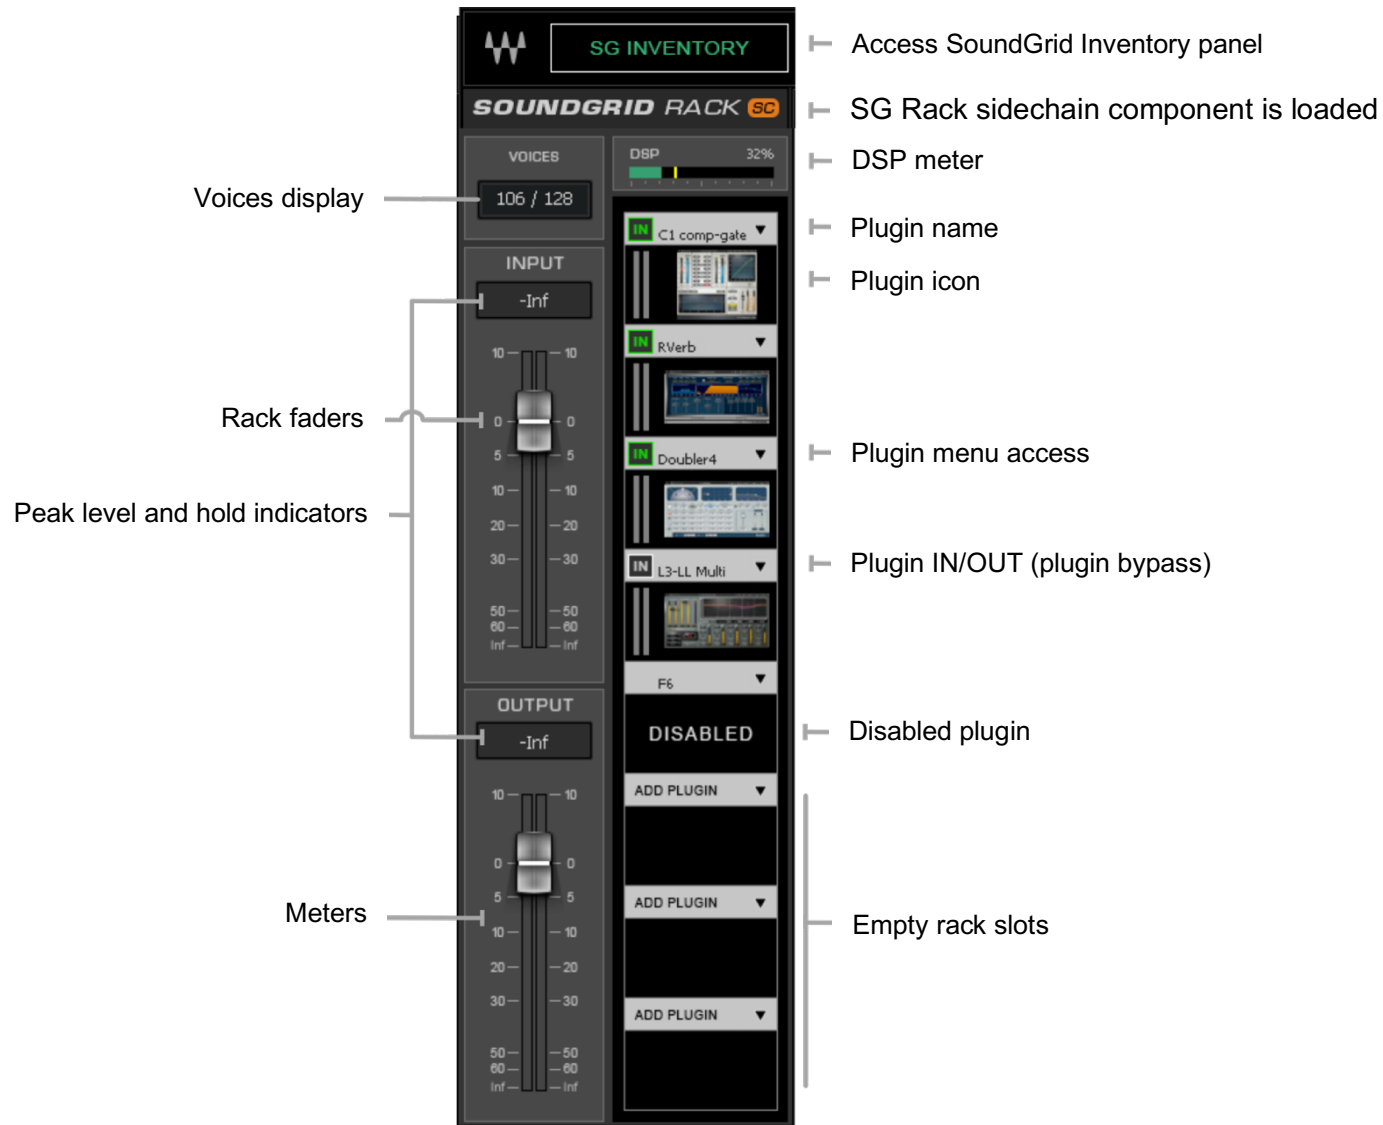 SG INVENTORY
Access SoundGrid Inventory panel
SOUNDGRID RACK SC
SG Rack sidechain component is loaded
VOICES
DSP 32%
DSP meter
Voices display
106 / 128
IN C1 comp-gate
Plugin name
Plugin icon
INPUT
-Inf
IN RVerb
10 10
Rack faders
0 0
5 5
IN Doubler4
Plugin menu access
10 10
Peak level and hold indicators
20 20
30 30
IN L3-LL Multi
Plugin IN/OUT (plugin bypass)
50 50
60 60
Inf Inf
F6
OUTPUT
-Inf
DISABLED
Disabled plugin
ADD PLUGIN
10 10
0 0
5 5
ADD PLUGIN
Meters
Empty rack slots
10 10
20 20
30 30
ADD PLUGIN
50 50
60 60
Inf Inf